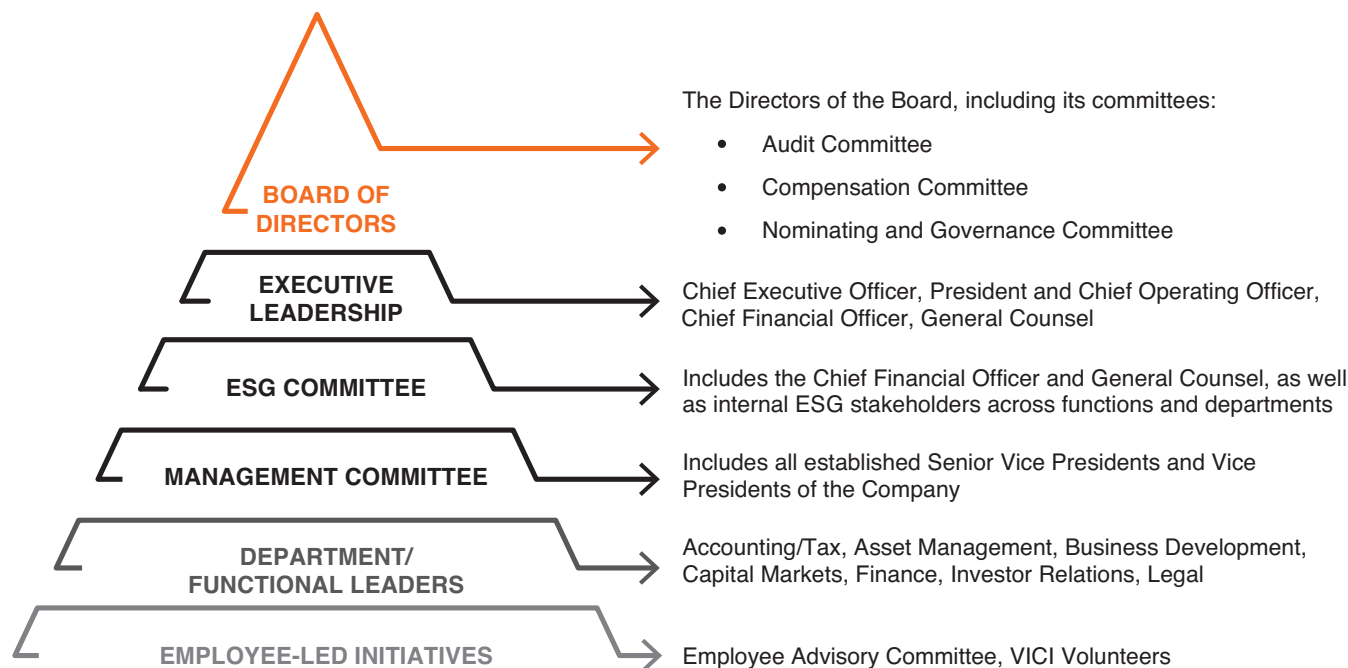 The Directors of the Board, including its committees:
• Audit Committee
• Compensation Committee
• Nominating and Governance Committee
BOARD OF
DIRECTORS
EXECUTIVE
LEADERSHIP
Chief Executive Officer, President and Chief Operating Officer,
Chief Financial Officer, General Counsel
ESG COMMITTEE
Includes the Chief Financial Officer and General Counsel, as well
as internal ESG stakeholders across functions and departments
MANAGEMENT COMMITTEE
Includes all established Senior Vice Presidents and Vice
Presidents of the Company
DEPARTMENT/
FUNCTIONAL LEADERS
Accounting/Tax, Asset Management, Business Development,
Capital Markets, Finance, Investor Relations, Legal
EMPLOYEE-LED INITIATIVES
Employee Advisory Committee, VICI Volunteers